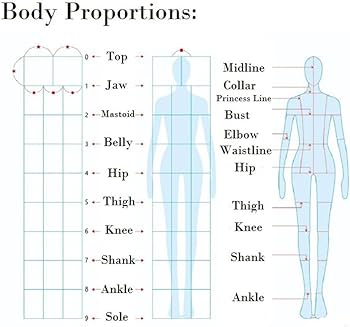 Body Proportions:
0 Top
1 Jaw
2 Mastoid
3 Belly
4 Hip
5 Thigh
6 Knee
7 Shank
8 Ankle
9 Sole
Midline
Collar
Princess Line
Bust
Elbow
Waistline
Hip
Thigh
Knee
Shank
Ankle